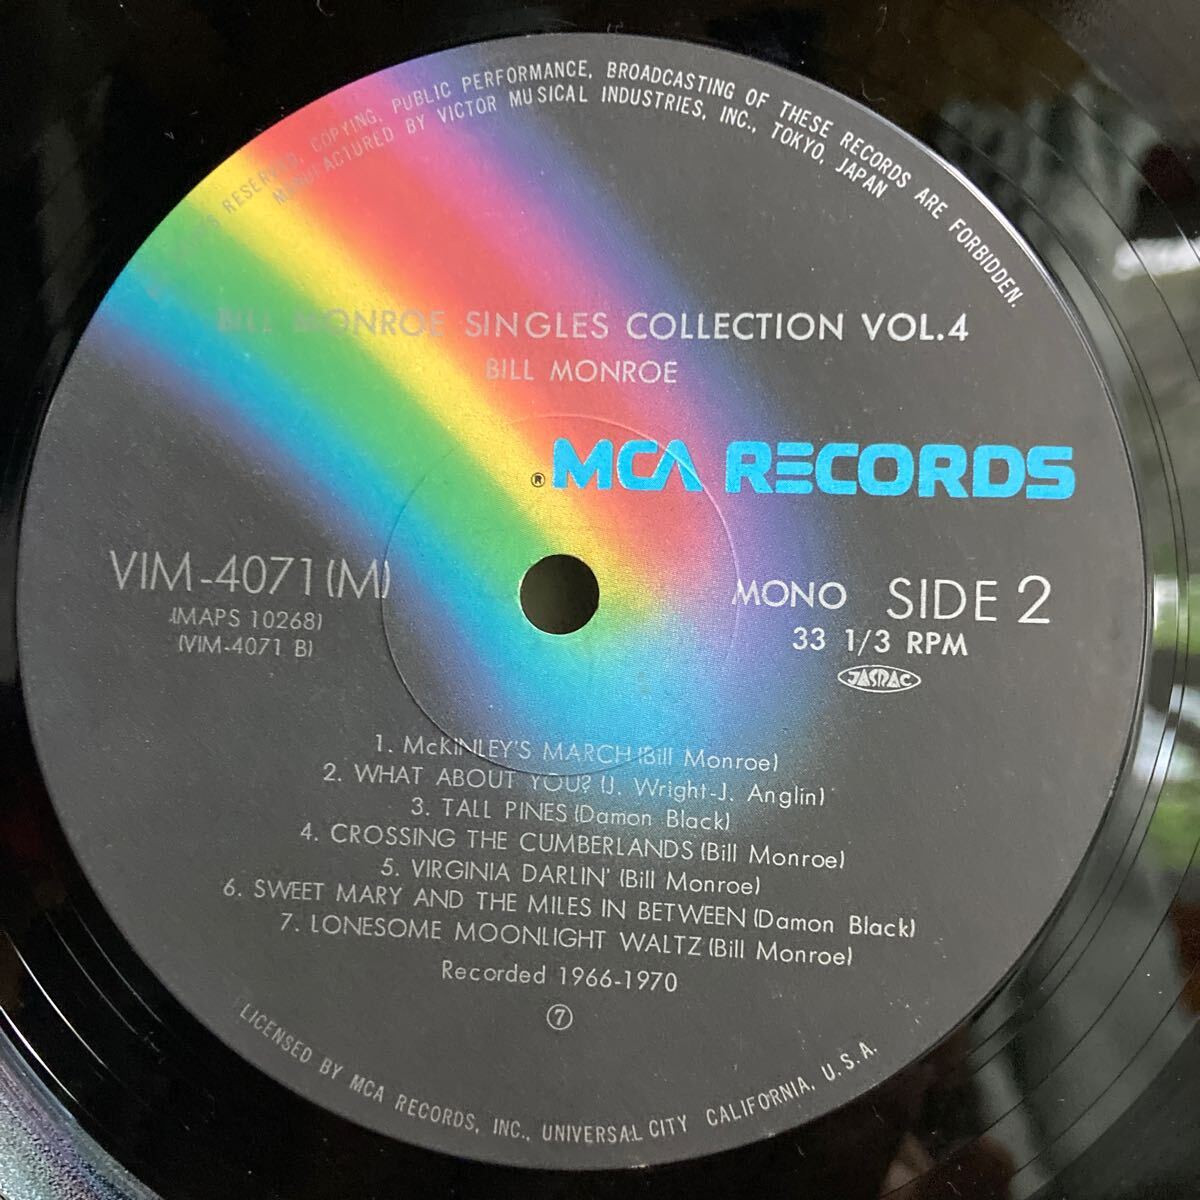 RESERVED, COPYING, PUBLIC PERFORMANCE, BROADCASTING OF THESE RECORDS ARE FORBIDDEN.
MANUFACTURED BY VICTOR MUSICAL INDUSTRIES, INC., TOKYO, JAPAN
BILL MONROE SINGLES COLLECTION VOL.4
BILL MONROE
® MCA RECORDS
VIM-4071(M)
(MAPS 10268)
(VIM-4071 B)
MONO SIDE 2
33 1/3 RPM
JASRAC
1. McKINLEY'S MARCH (Bill Monroe)
2. WHAT ABOUT YOU? (J. Wright-J. Anglin)
3. TALL PINES (Damon Black)
4. CROSSING THE CUMBERLANDS (Bill Monroe)
5. VIRGINIA DARLIN' (Bill Monroe)
6. SWEET MARY AND THE MILES IN BETWEEN (Damon Black)
7. LONESOME MOONLIGHT WALTZ (Bill Monroe)
Recorded 1966-1970
⑦
LICENSED BY MCA RECORDS, INC., UNIVERSAL CITY CALIFORNIA, U.S.A.